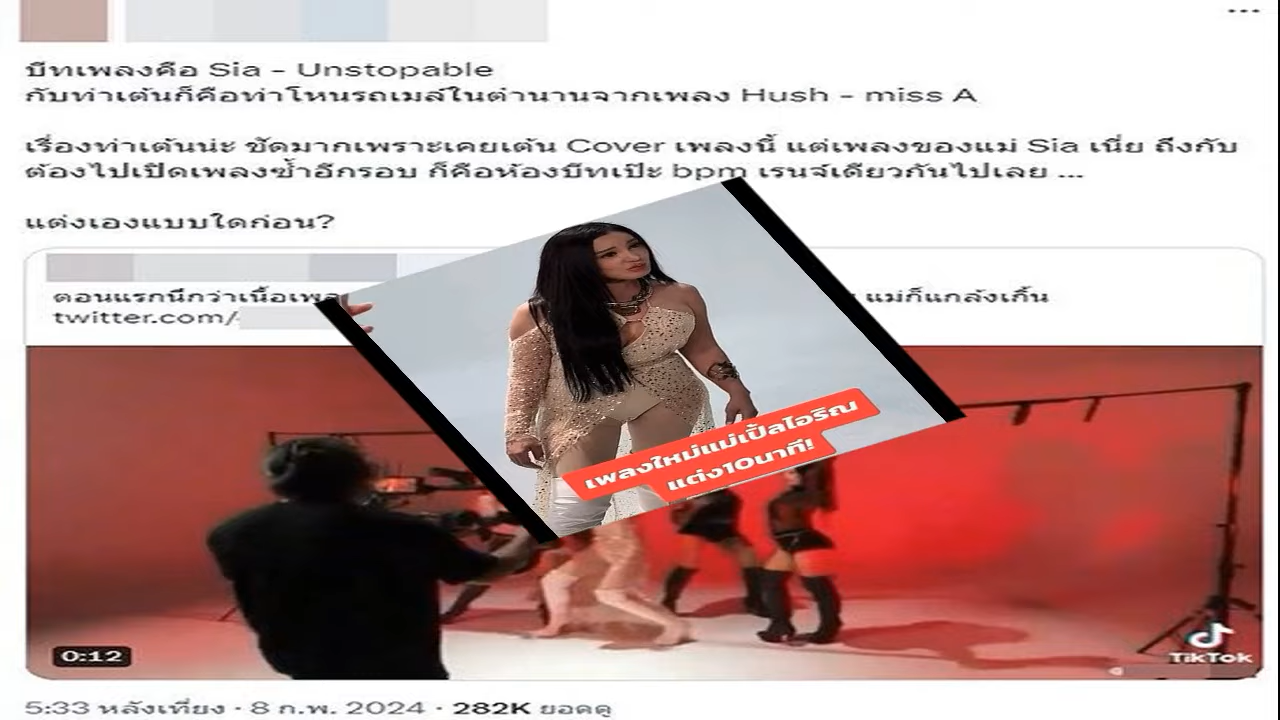 บีทเพลงคือ Sia - Unstopable
กับท่าเต้นก็คือท่าโหนรถเมล์ในตำนานจากเพลง Hush - miss A
เรื่องท่าเต้นน่ะ ชัดมากเพราะเคยเต้น Cover เพลงนี้ แต่เพลงของแม่ Sia เนี่ย ถึงกับ
ต้องไปเปิดเพลงซ้ำอีกรอบ ก็คือห้องบีทเป๊ะ bpm เรนจ์เดียวกันไปเลย ...
แต่งเองแบบใดก่อน?
ตอนแรกนึกว่าเนื้อเพลง แม่ก็แกล้งเกิ้น
twitter.com/
เพลงใหม่แม่เปิ้ลไอริณ
แต่ง10นาที!
0:12
TikTok
5:33 หลังเที่ยง · 8 ก.พ. 2024 · 282K ยอดดู